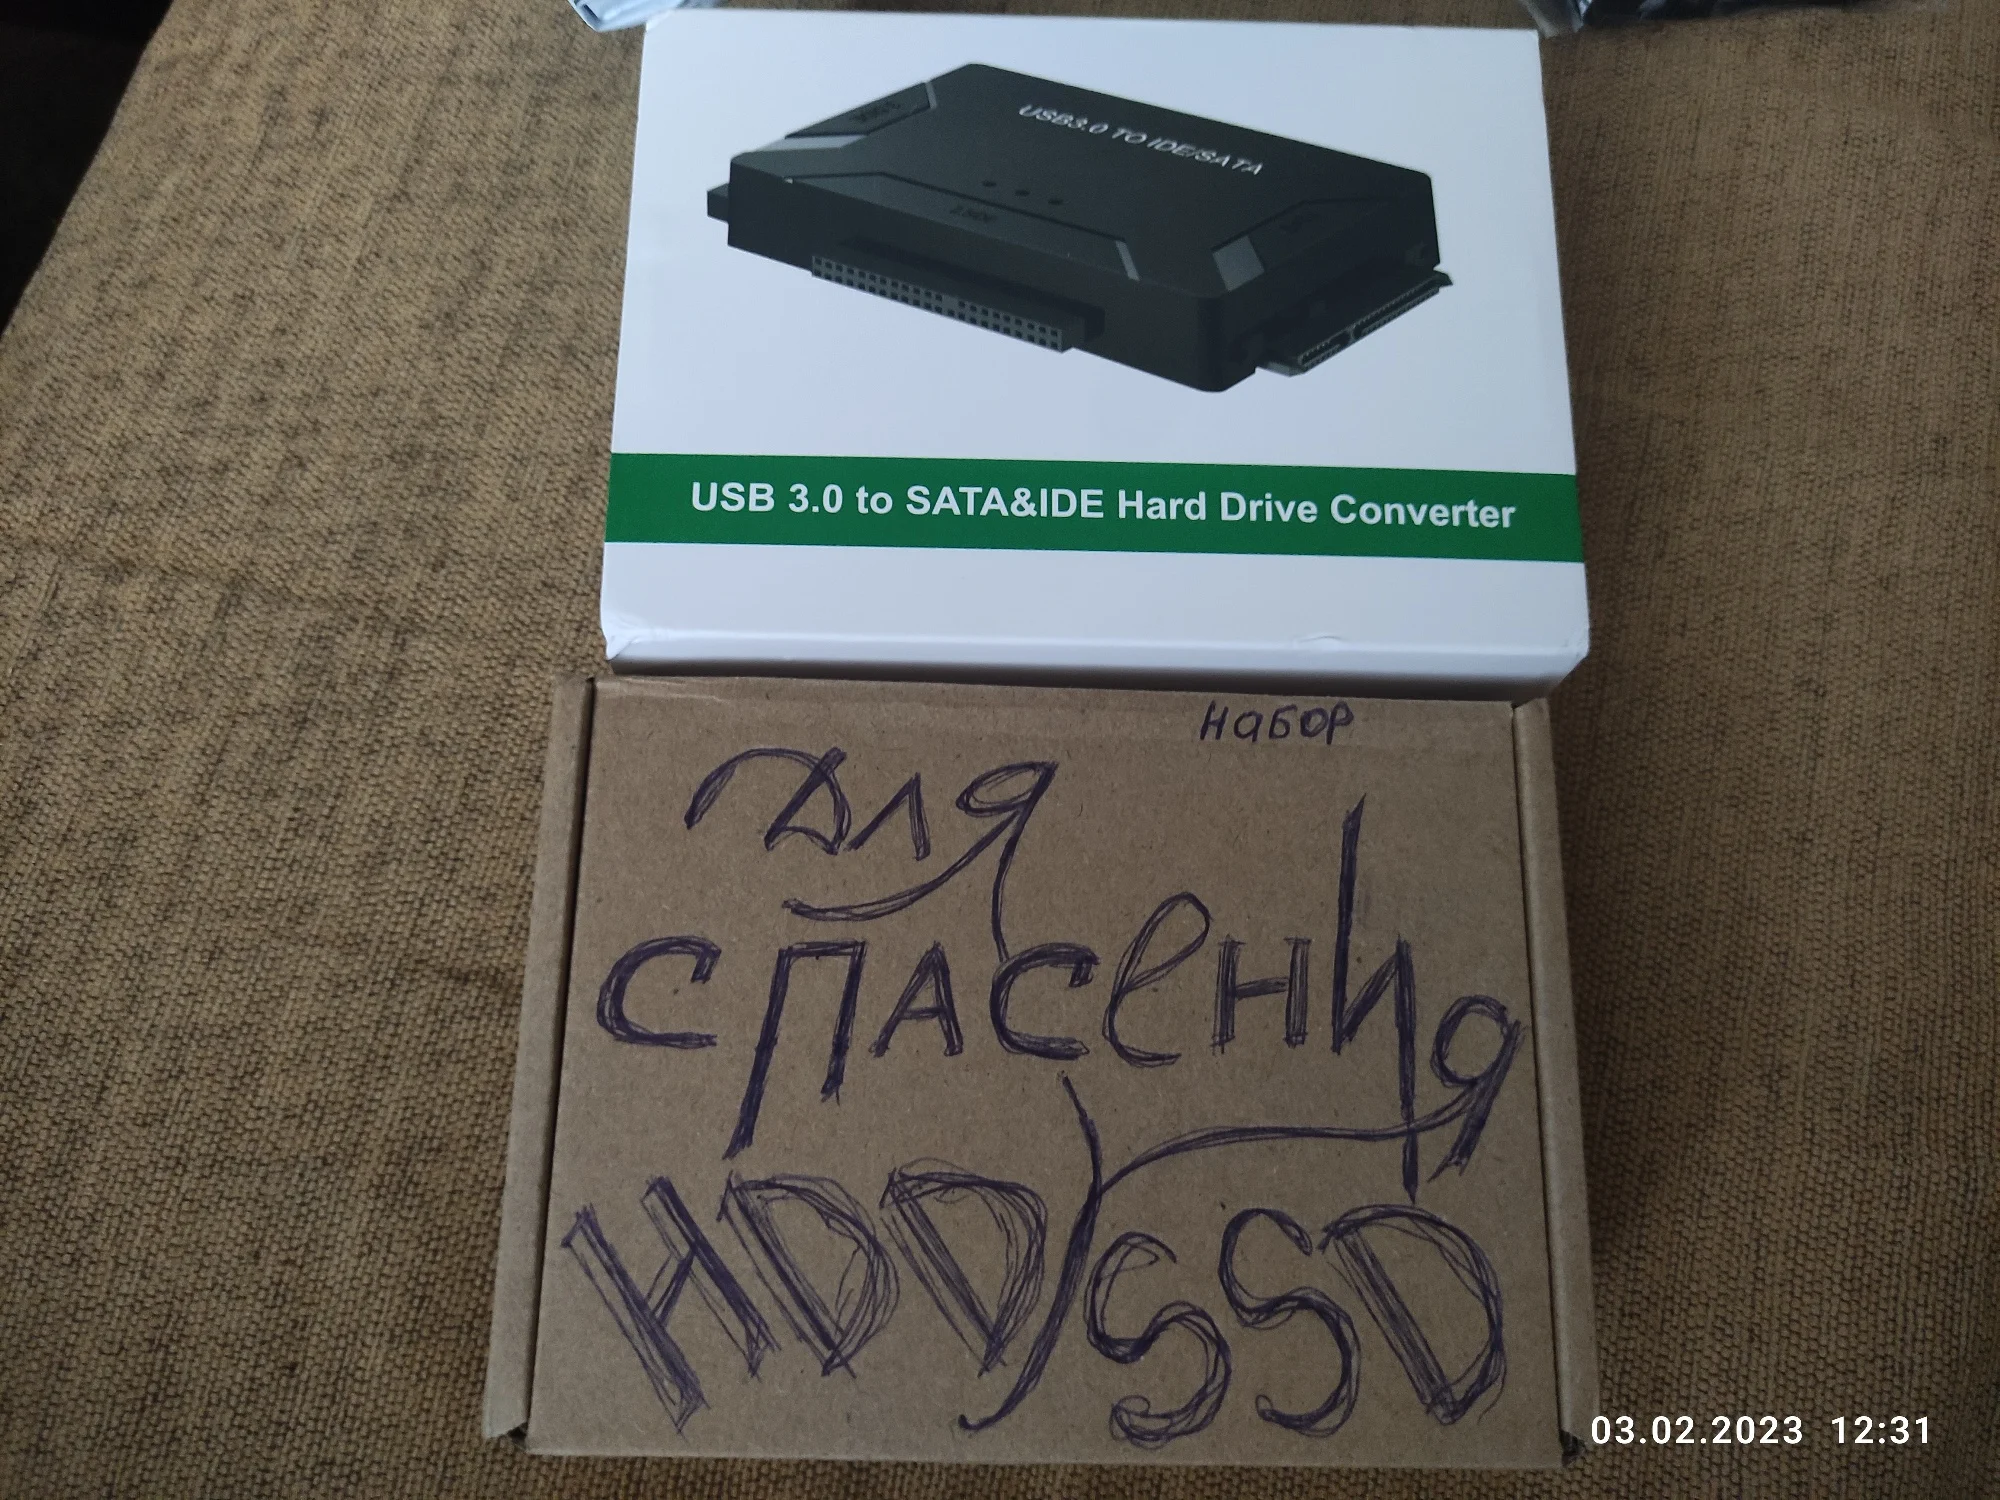 USB3.0 TO IDE/SATA
USB 3.0 to SATA&IDE Hard Drive Converter
НАБОР
для
СПАСеНИя
HDD/SSD
03.02.2023 12:31